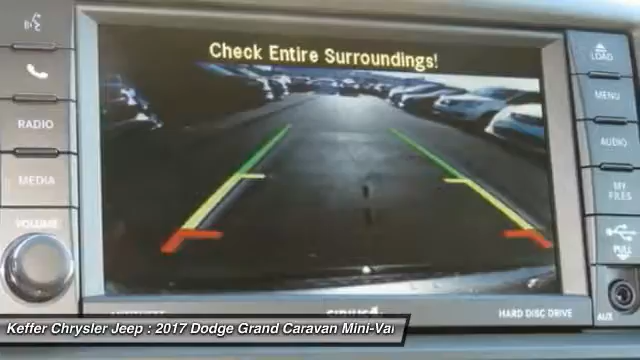 Check Entire Surroundings!
LOAD
MENU
RADIO
AUDIO
MEDIA
MY
FILES
VOLUME
PULL
HARD DISC DRIVE
AUX
Keffer Chrysler Jeep : 2017 Dodge Grand Caravan Mini-Va